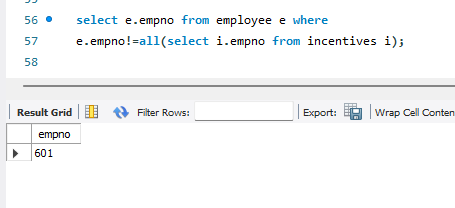 56 select e.empno from employee e where
57 e.empno!=all(select i.empno from incentives i);
58
Result Grid Filter Rows: Export: Wrap Cell Conten
empno
601